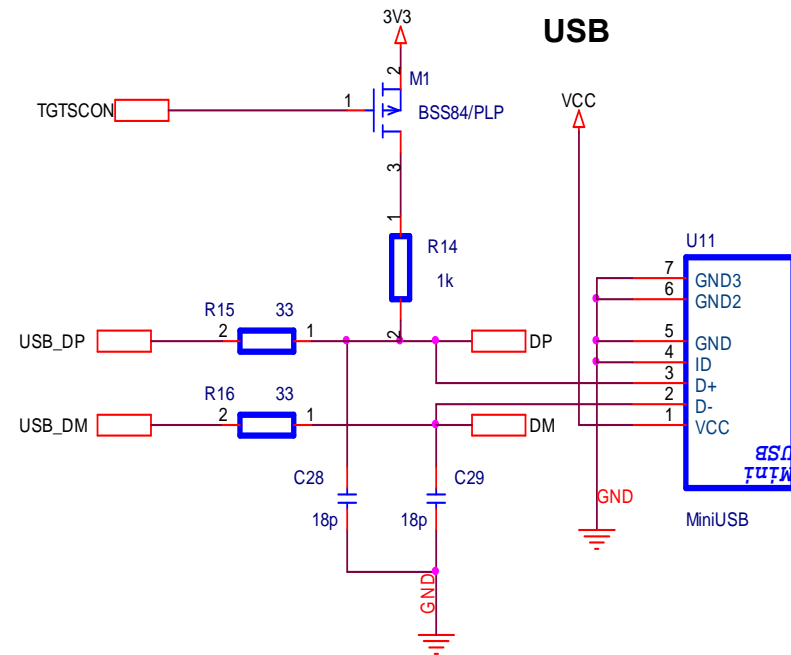 3V3
USB
2
M1
TGTSCON
1
BSS84/PLP
VCC
3
1
R14
1k
U11
7
GND3
6
GND2
R15
33
2
1
2
USB_DP
DP
5
GND
4
ID
3
D+
R16
33
2
D-
USB_DM
2
1
DM
1
VCC
Mini
USB
C28
C29
18p
18p
GND
MiniUSB
GND